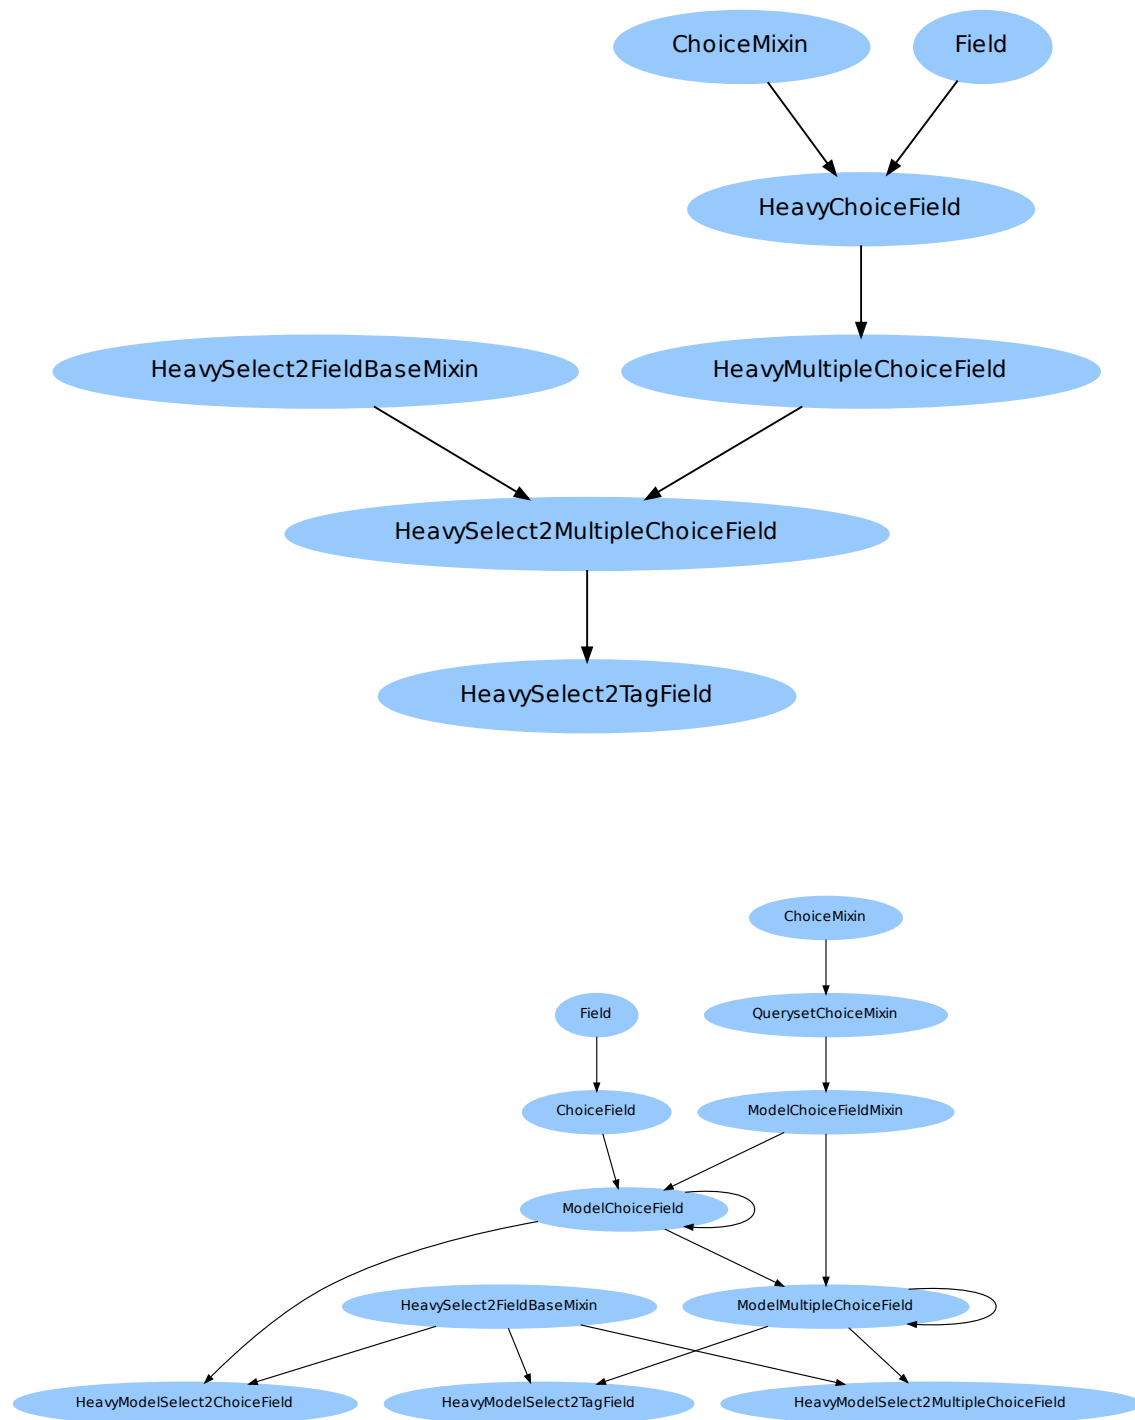 ChoiceMixin
Field
HeavyChoiceField
HeavySelect2FieldBaseMixin
HeavyMultipleChoiceField
HeavySelect2MultipleChoiceField
HeavySelect2TagField
ChoiceMixin
Field
QuerysetChoiceMixin
ChoiceField
ModelChoiceFieldMixin
ModelChoiceField
HeavySelect2FieldBaseMixin
ModelMultipleChoiceField
HeavyModelSelect2ChoiceField
HeavyModelSelect2TagField
HeavyModelSelect2MultipleChoiceField